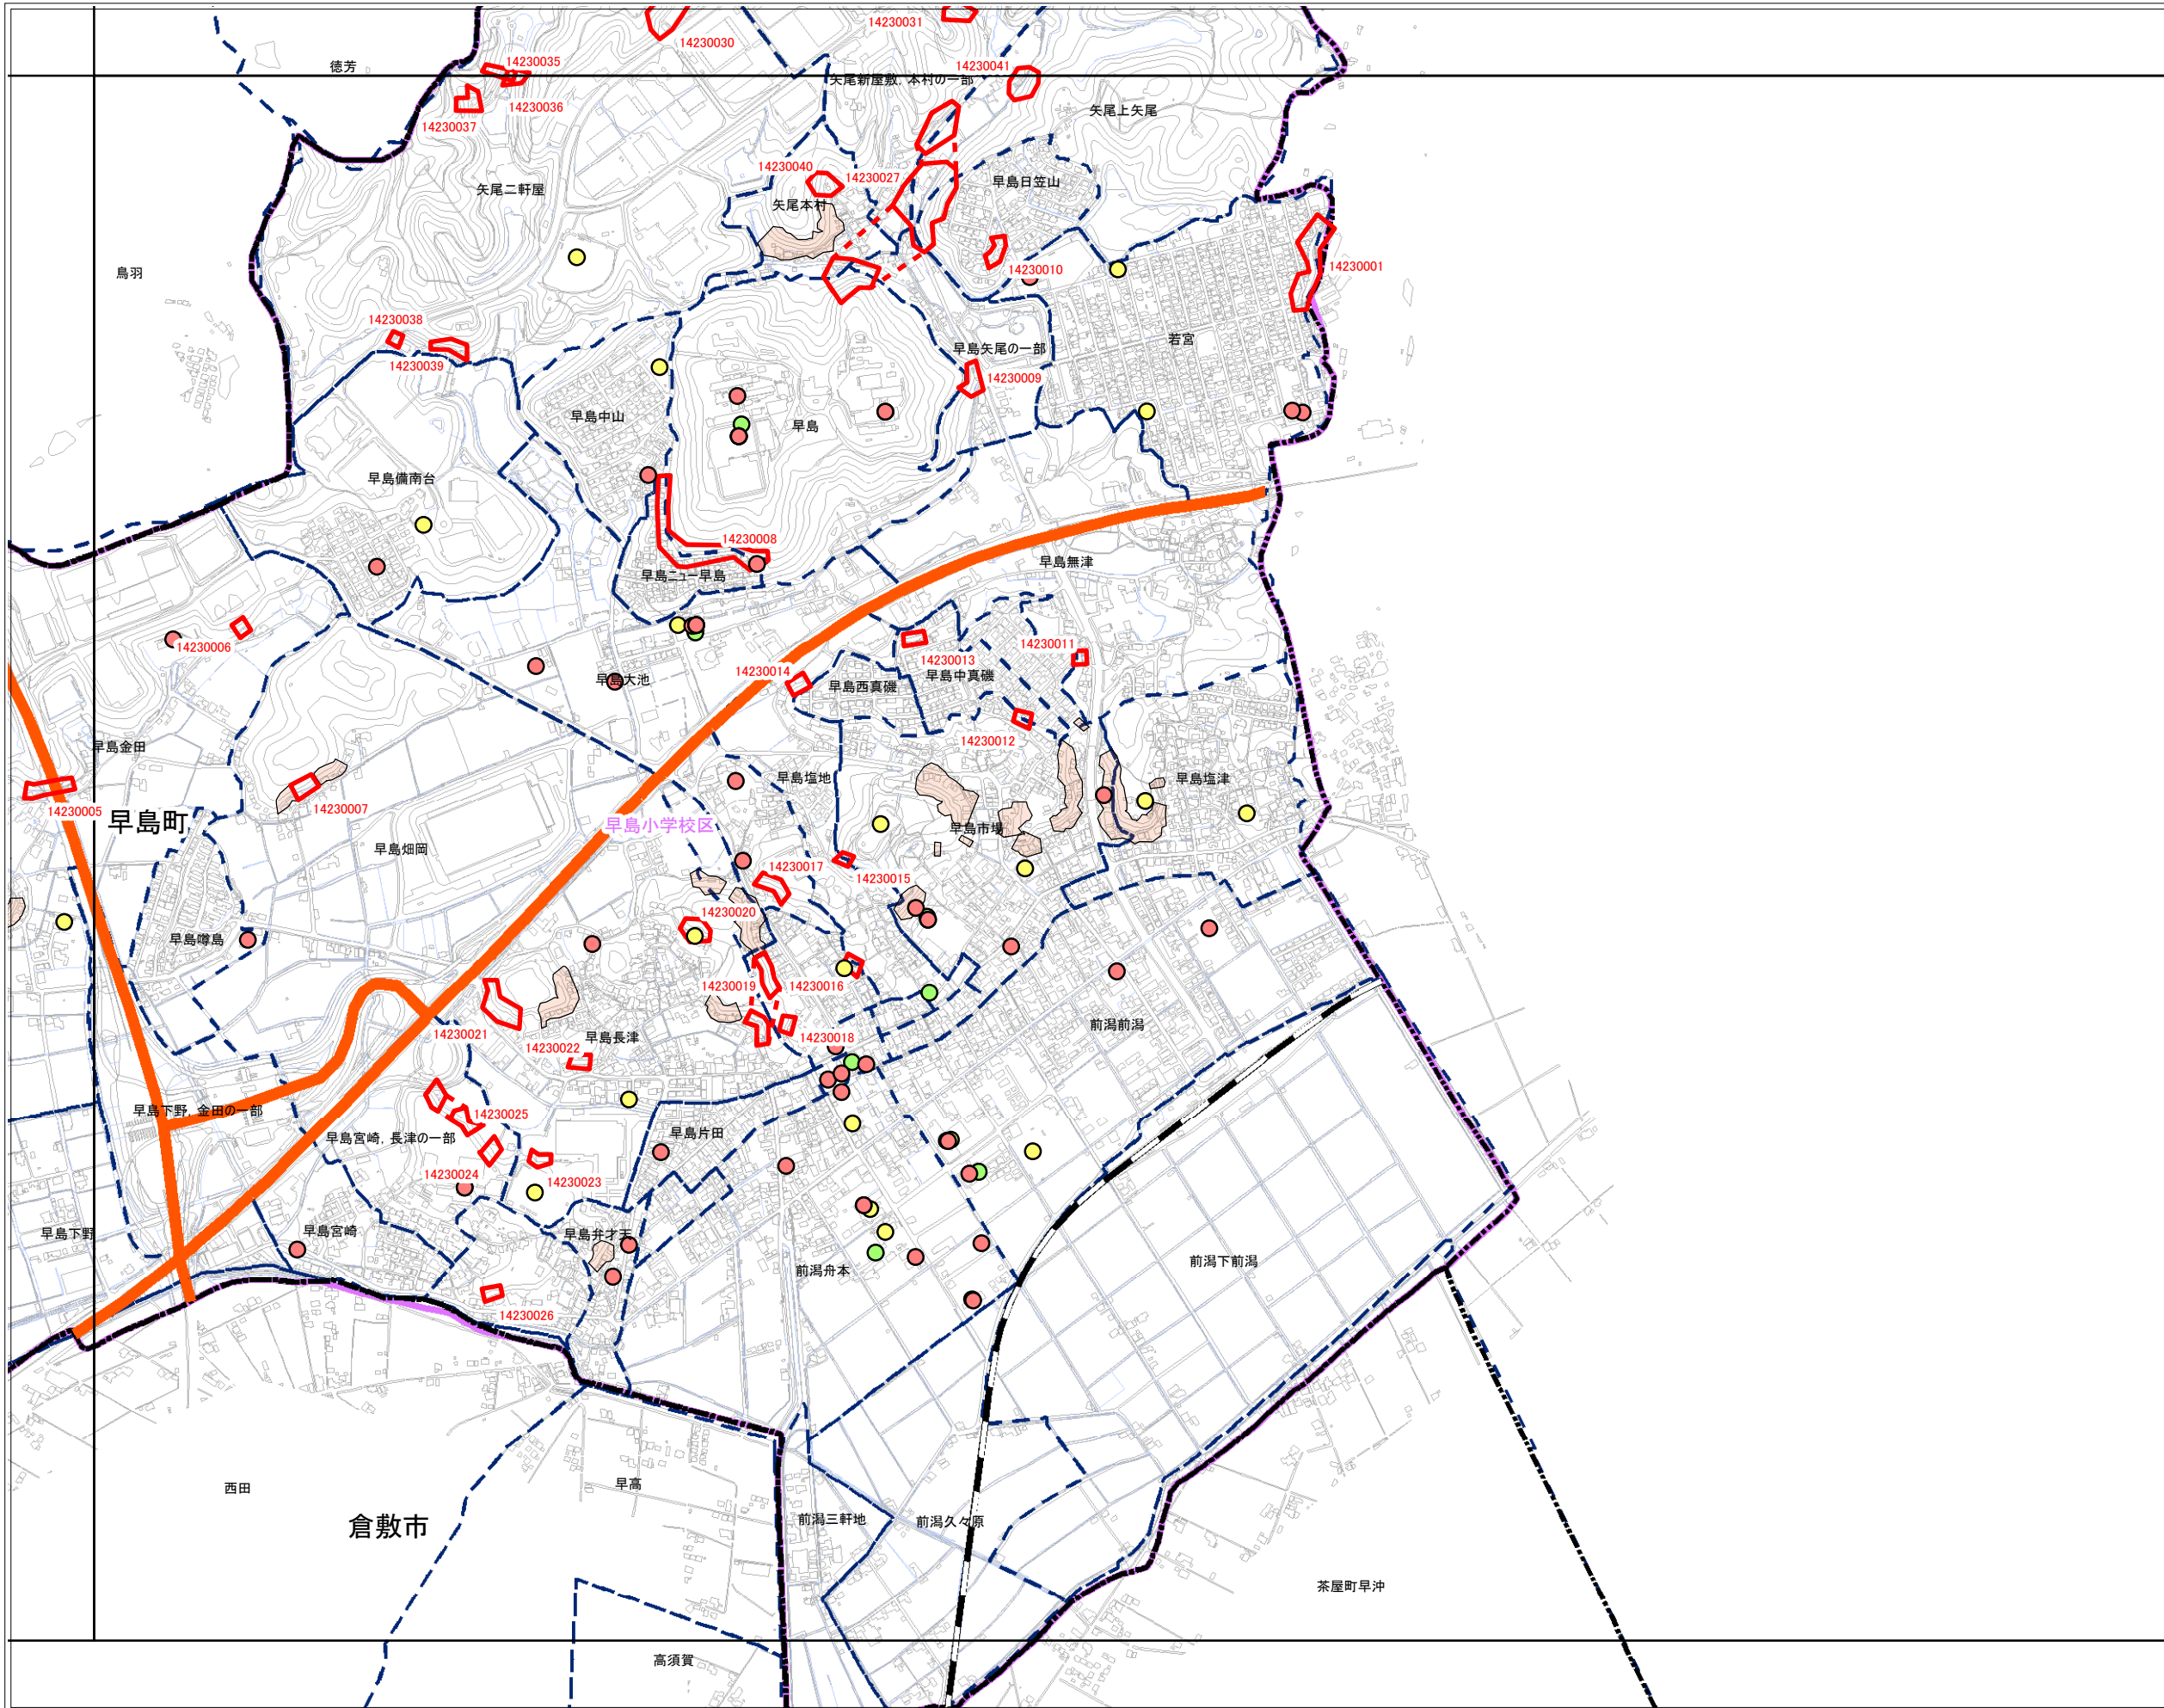 14230031
14230030
14230035
徳芳
14230041
矢尾新屋敷, 本村の一部
14230036
矢尾上矢尾
14230037
14230040
14230027
早島日笠山
矢尾二軒屋
矢尾本村
鳥羽
14230010
14230001
14230038
若宮
早島矢尾の一部
14230039
14230009
早島中山
早島
早島備南台
14230008
早島無津
早島ニュー早島
14230006
14230011
14230013
14230014
早島中真磯
早島大池
早島西真磯
14230012
早島金田
早島塩地
早島塩津
14230005
14230007
早島町
早島小学校区
早島市場
早島畑岡
14230017
14230015
14230020
早島噂島
14230019
14230016
前潟前潟
14230021
早島長津
14230018
14230022
早島下野, 金田の一部
14230025
早島片田
早島宮崎, 長津の一部
14230024
14230023
早島宮崎
早島下野
早島弁才天
前潟下前潟
前潟舟本
14230026
早高
西田
前潟三軒地
前潟久々原
倉敷市
茶屋町早沖
高須賀